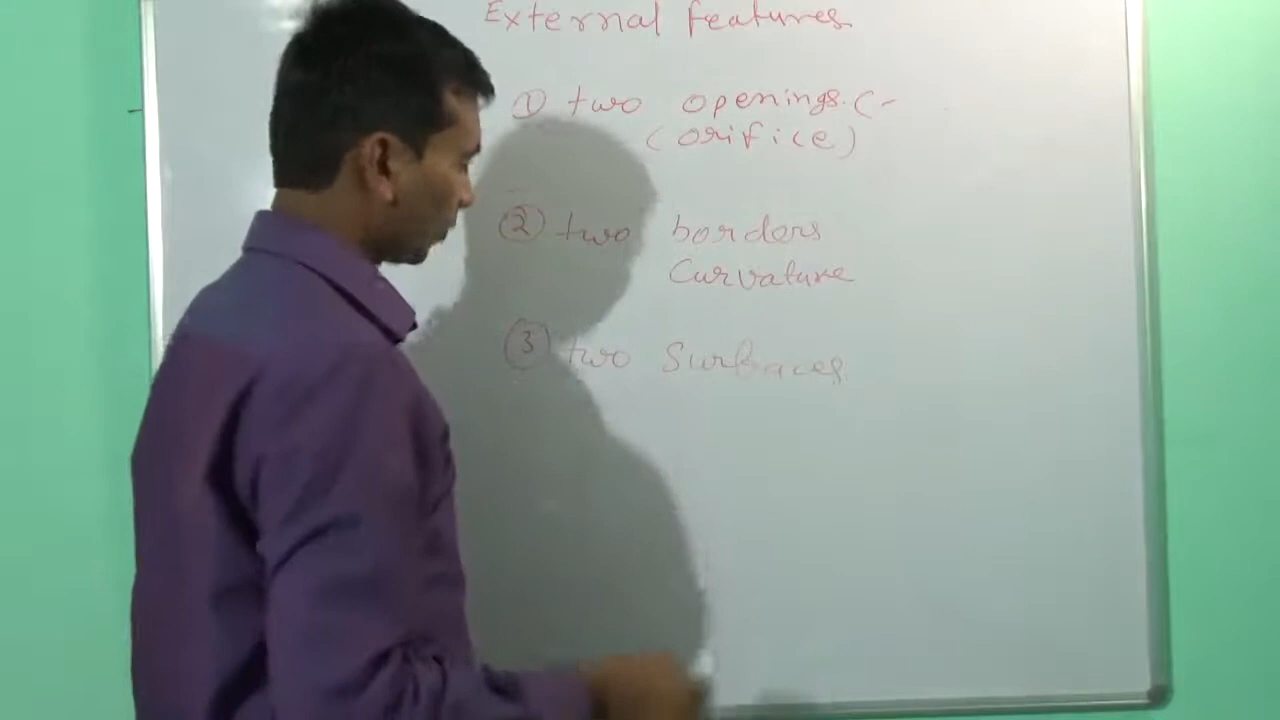 External features
① two openings. (-
(orifice)
② two borders
Curvature
③ two Surfaces